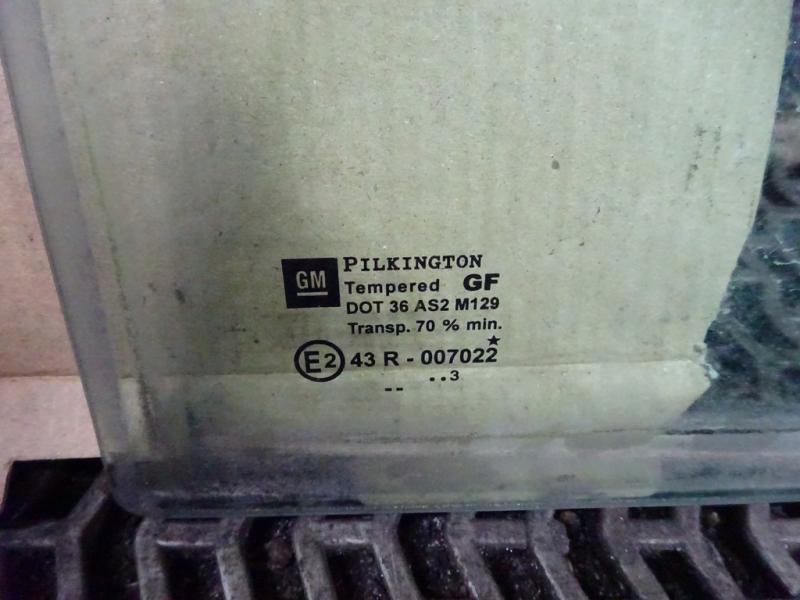 GM
PILKINGTON
Tempered GF
DOT 36 AS2 M129
Transp. 70 % min.
E2 43 R - 007022
★
-- ..3